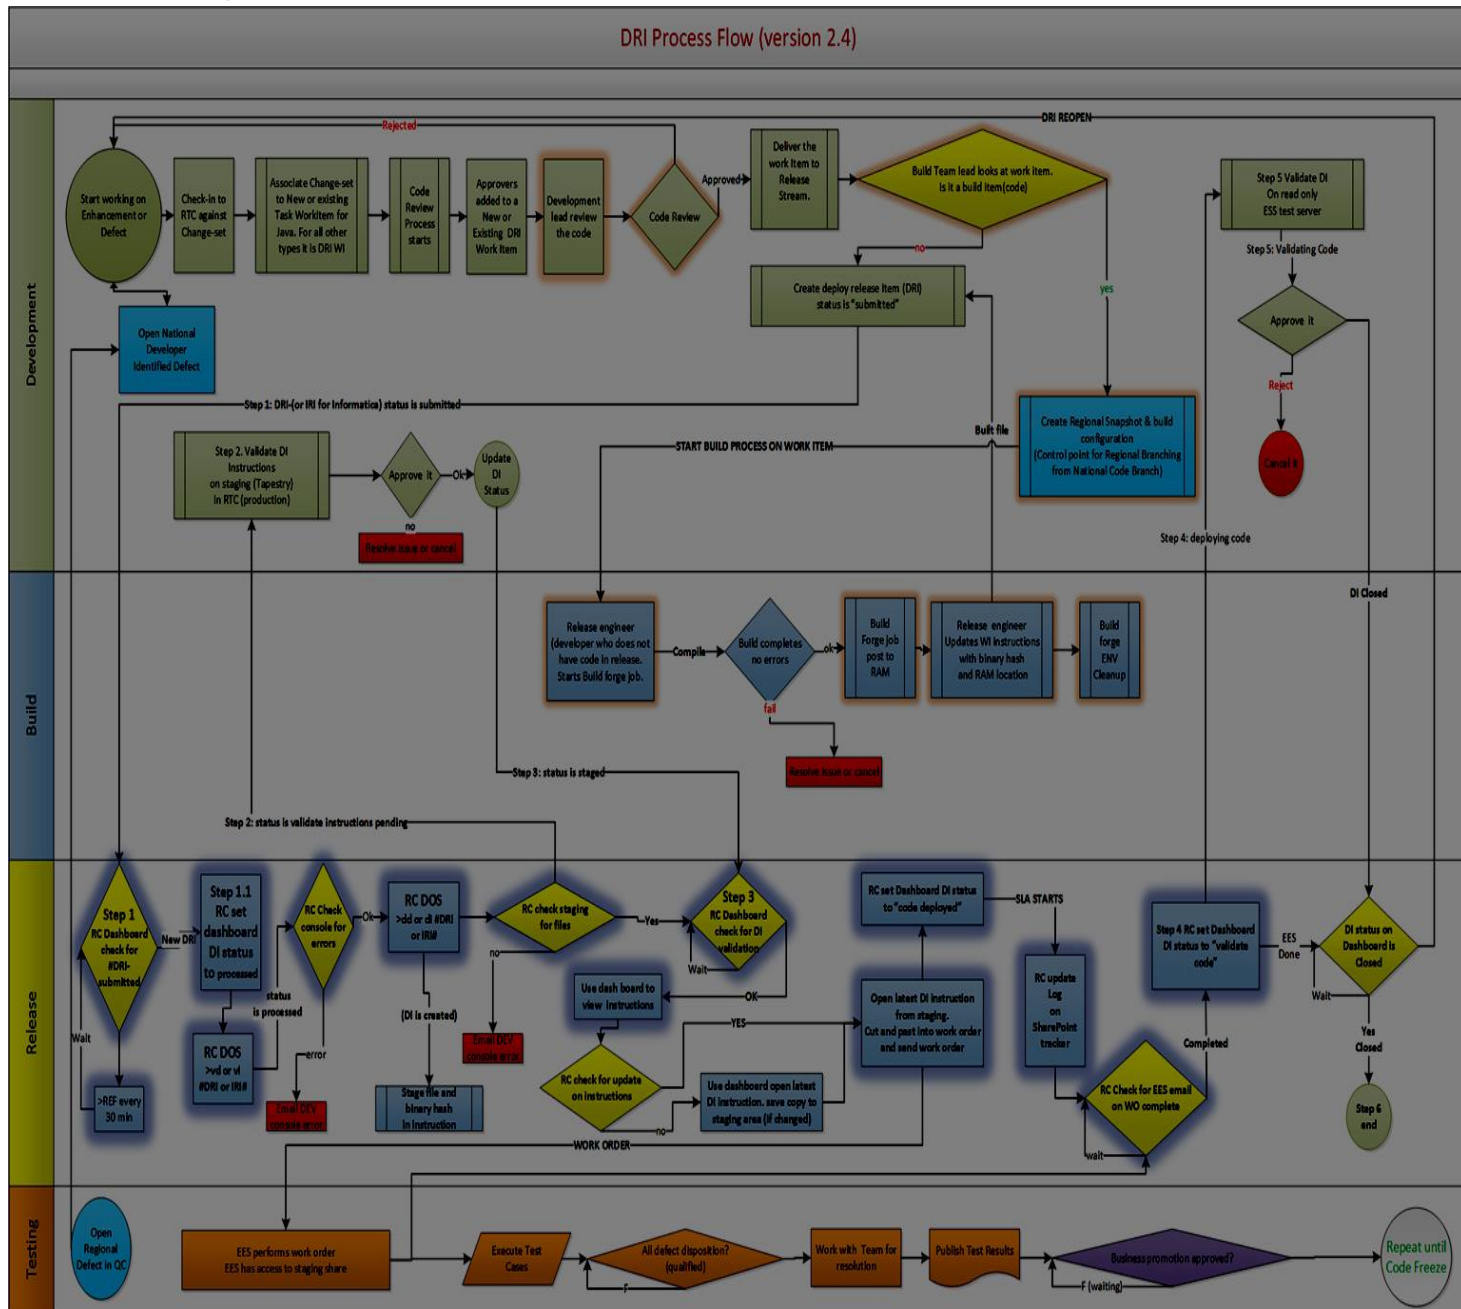 DRI Process Flow (version 2.4)
Development
DRI REOPEN
Rejected
Start working on
Enhancement or
Defect
Check-in to
RTC against
Change-set
Associate Change-set
to New or existing
Task WorkItem for
Java. For all other
types it is DRI WI
Code
Review
Process
starts
Approvers
added to a
New or
Existing DRI
Work Item
Development
lead review
the code
Code Review
Approved
Deliver the
work Item to
Release
Stream.
Build Team lead looks at work item.
Is it a build item(code)
no
yes
Create deploy release Item (DRI)
status is "submitted"
Step 5 Validate DI
On read only
ESS test server
Step 5: Validating Code
Approve it
Reject
Cancel it
Open National
Developer
Identified Defect
Step 1: DRI-(or IRI for Informatica) status is submitted
Step 2. Validate DI
Instructions
on staging (Tapestry)
in RTC (production)
Approve it
Ok
Update
DI
Status
no
Resolve issue or cancel
START BUILD PROCESS ON WORK ITEM
Built file
Create Regional Snapshot & build
configuration
(Control point for Regional Branching
from National Code Branch)
Step 4: deploying code
DI Closed
Build
Release engineer
(developer who does not
have code in release.
Starts Build forge job.
Compile
Build completes
no errors
ok
fail
Resolve issue or cancel
Build
Forge job
post to
RAM
Release engineer
Updates WI instructions
with binary hash
and RAM location
Build
forge
ENV
Cleanup
Step 3: status is staged
Step 2: status is validate instructions pending
Release
Step 1
RC Dashboard
check for
#DRI-
submitted
New DRI
Wait
>REF every
30 min
Step 1.1
RC set
dashboard
DI status
to processed
RC DOS
>vd or vi
#DRI or IRI#
status
is processed
RC Check
console for
errors
Ok
error
Email DEV
console error
RC DOS
>dd or di #DRI
or IRI#
(DI is created)
Stage file and
binary hash
in instruction
RC check staging
for files
Yes
no
Email DEV
console error
Step 3
RC Dashboard
check for DI
validation
Wait
OK
Use dash board to
view instructions
RC check for update
on instructions
YES
no
Use dashboard open latest
DI instruction. save copy to
staging area (if changed)
RC set Dashboard DI status
to "code deployed"
Open latest DI instruction
from staging.
Cut and past into work order
and send work order
SLA STARTS
RC update
Log
on
SharePoint
tracker
RC Check for EES email
on WO complete
wait
Completed
Step 4 RC set Dashboard
DI status to "validate
code"
EES
Done
DI status on
Dashboard is
Closed
Wait
Yes
Closed
Step 6
end
WORK ORDER
Testing
Open
Regional
Defect in QC
EES performs work order
EES has access to staging share
Execute Test
Cases
All defect disposition?
(qualified)
F
Work with Team for
resolution
Publish Test Results
Business promotion approved?
F (waiting)
Repeat until
Code Freeze